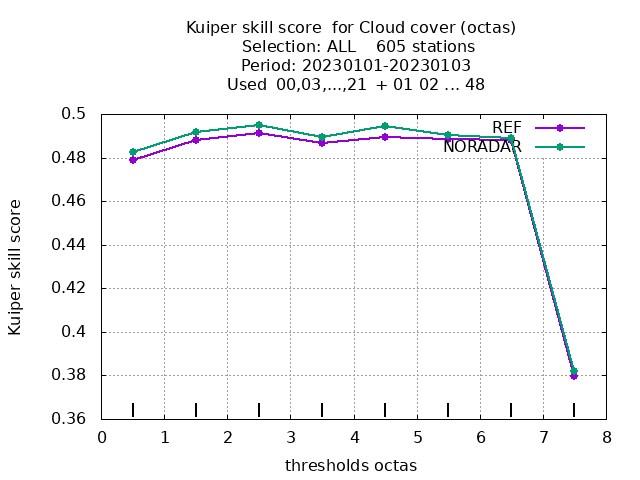 Kuiper skill score  for Cloud cover (octas)
Selection: ALL    605 stations
Period: 20230101-20230103
Used  00,03,...,21  + 01 02 ... 48
0.5
0.48
0.46
0.44
0.42
0.4
0.38
0.36
Kuiper skill score
REF
NORADAR
0 1 2 3 4 5 6 7 8
thresholds octas